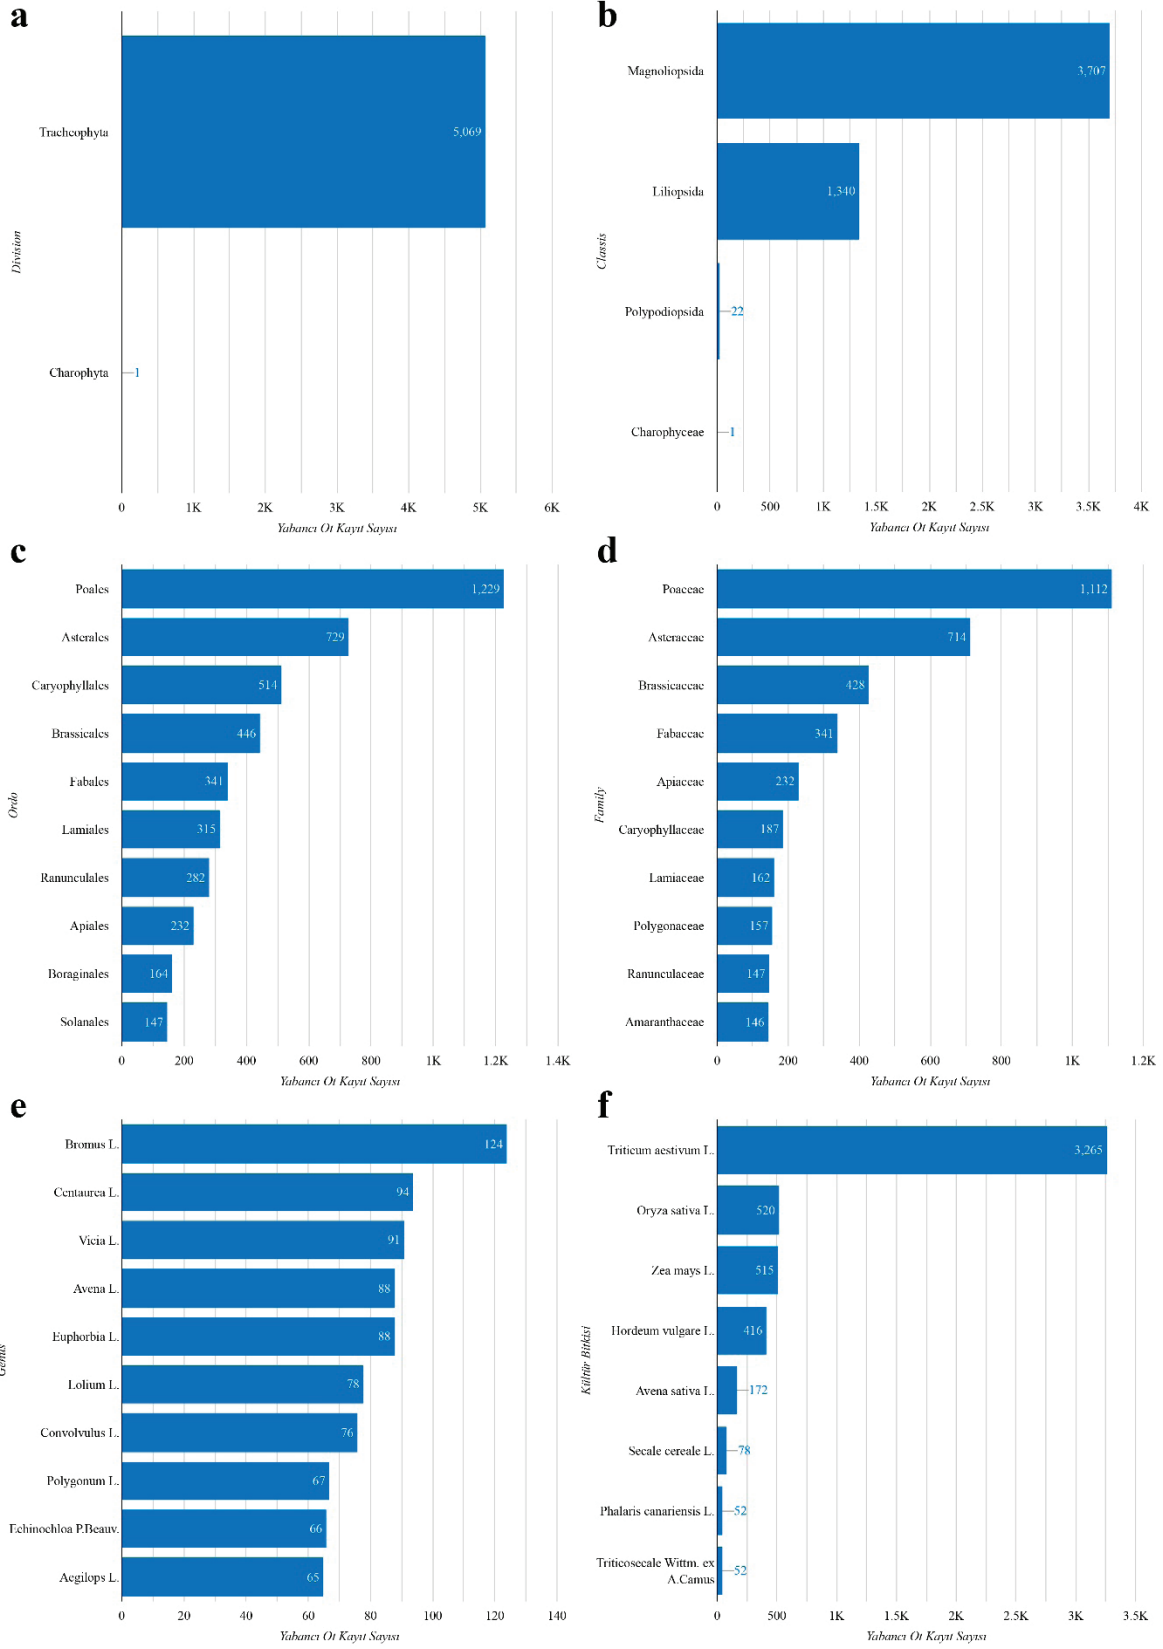 a
Tracheophyta
5,069
Charophyta
1
Division
0 1K 2K 3K 4K 5K 6K
Yabancı Ot Kayıt Sayısı
b
Magnoliopsida
3,707
Liliopsida
1,340
Polypodiopsida
22
Charophyceae
1
Classis
0 500 1K 1.5K 2K 2.5K 3K 3.5K 4K
Yabancı Ot Kayıt Sayısı
c
Poales
1,229
Asterales
729
Caryophyllales
514
Brassicales
446
Fabales
341
Lamiales
315
Ranunculales
282
Apiales
232
Boraginales
164
Solanales
147
Ordo
0 200 400 600 800 1K 1.2K 1.4K
Yabancı Ot Kayıt Sayısı
d
Poaceae
1,112
Asteraceae
714
Brassicaceae
428
Fabaceae
341
Apiaceae
232
Caryophyllaceae
187
Lamiaceae
162
Polygonaceae
157
Ranunculaceae
147
Amaranthaceae
146
Family
0 200 400 600 800 1K 1.2K
Yabancı Ot Kayıt Sayısı
e
Bromus L.
124
Centaurea L.
94
Vicia L.
91
Avena L.
88
Euphorbia L.
88
Lolium L.
78
Convolvulus L.
76
Polygonum L.
67
Echinochloa P.Beauv.
66
Aegilops L.
65
Genus
0 20 40 60 80 100 120 140
Yabancı Ot Kayıt Sayısı
f
Triticum aestivum L.
3,265
Oryza sativa L.
520
Zea mays L.
515
Hordeum vulgare L.
416
Avena sativa L.
172
Secale cereale L.
78
Phalaris canariensis L.
52
Triticosecale Wittm. ex
A.Camus
52
Kültür Bitkisi
0 500 1K 1.5K 2K 2.5K 3K 3.5K
Yabancı Ot Kayıt Sayısı